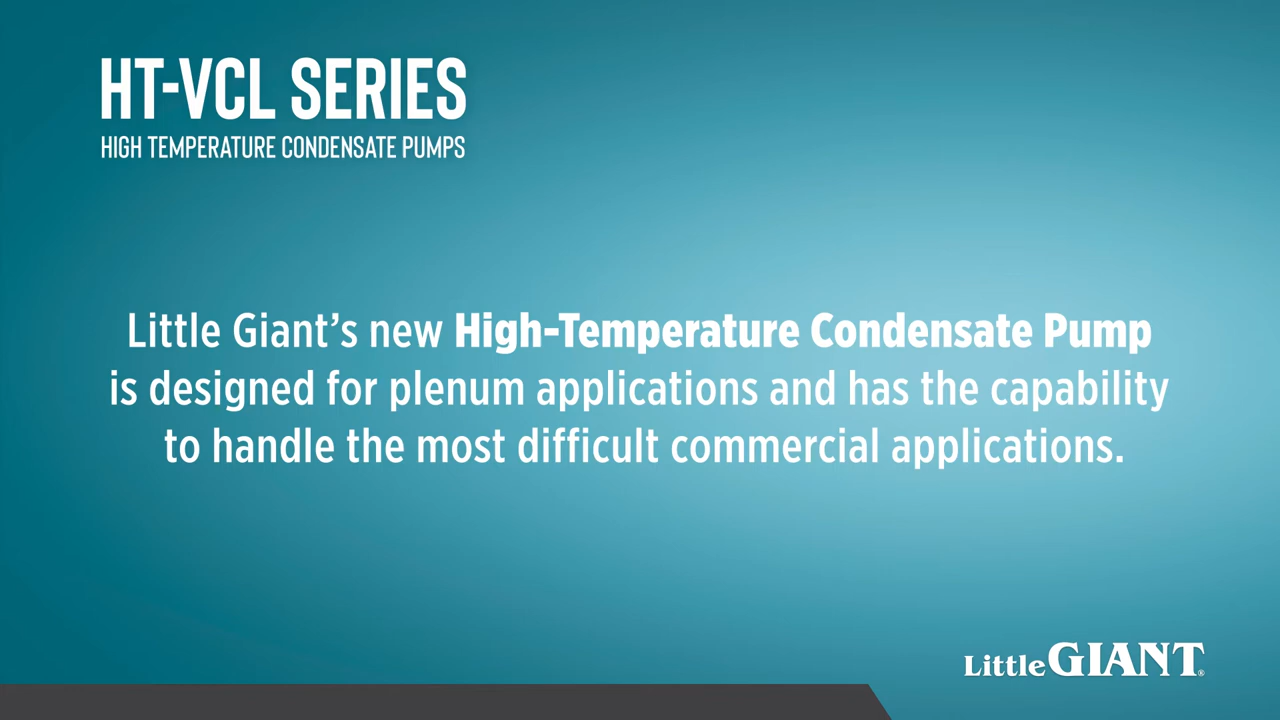 HT-VCL SERIES
HIGH TEMPERATURE CONDENSATE PUMPS
Little Giant’s new High-Temperature Condensate Pump
is designed for plenum applications and has the capability
to handle the most difficult commercial applications.
Little GIANT®